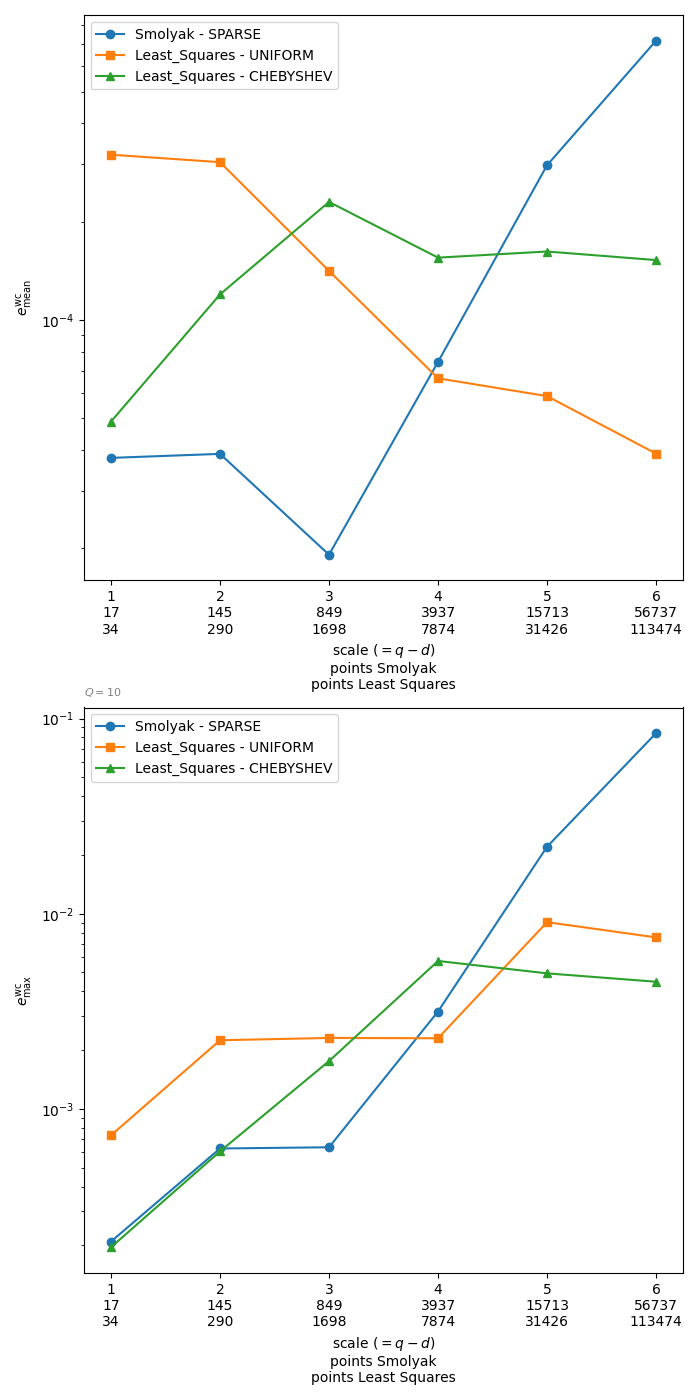 Smolyak - SPARSE
Least_Squares - UNIFORM
Least_Squares - CHEBYSHEV
e^wc_mean
10^−4
1 2 3 4 5 6
17 145 849 3937 15713 56737
34 290 1698 7874 31426 113474
scale (= q − d)
points Smolyak
points Least Squares
Q = 10
Smolyak - SPARSE
Least_Squares - UNIFORM
Least_Squares - CHEBYSHEV
10^−1
10^−2
e^wc_max
10^−3
1 2 3 4 5 6
17 145 849 3937 15713 56737
34 290 1698 7874 31426 113474
scale (= q − d)
points Smolyak
points Least Squares